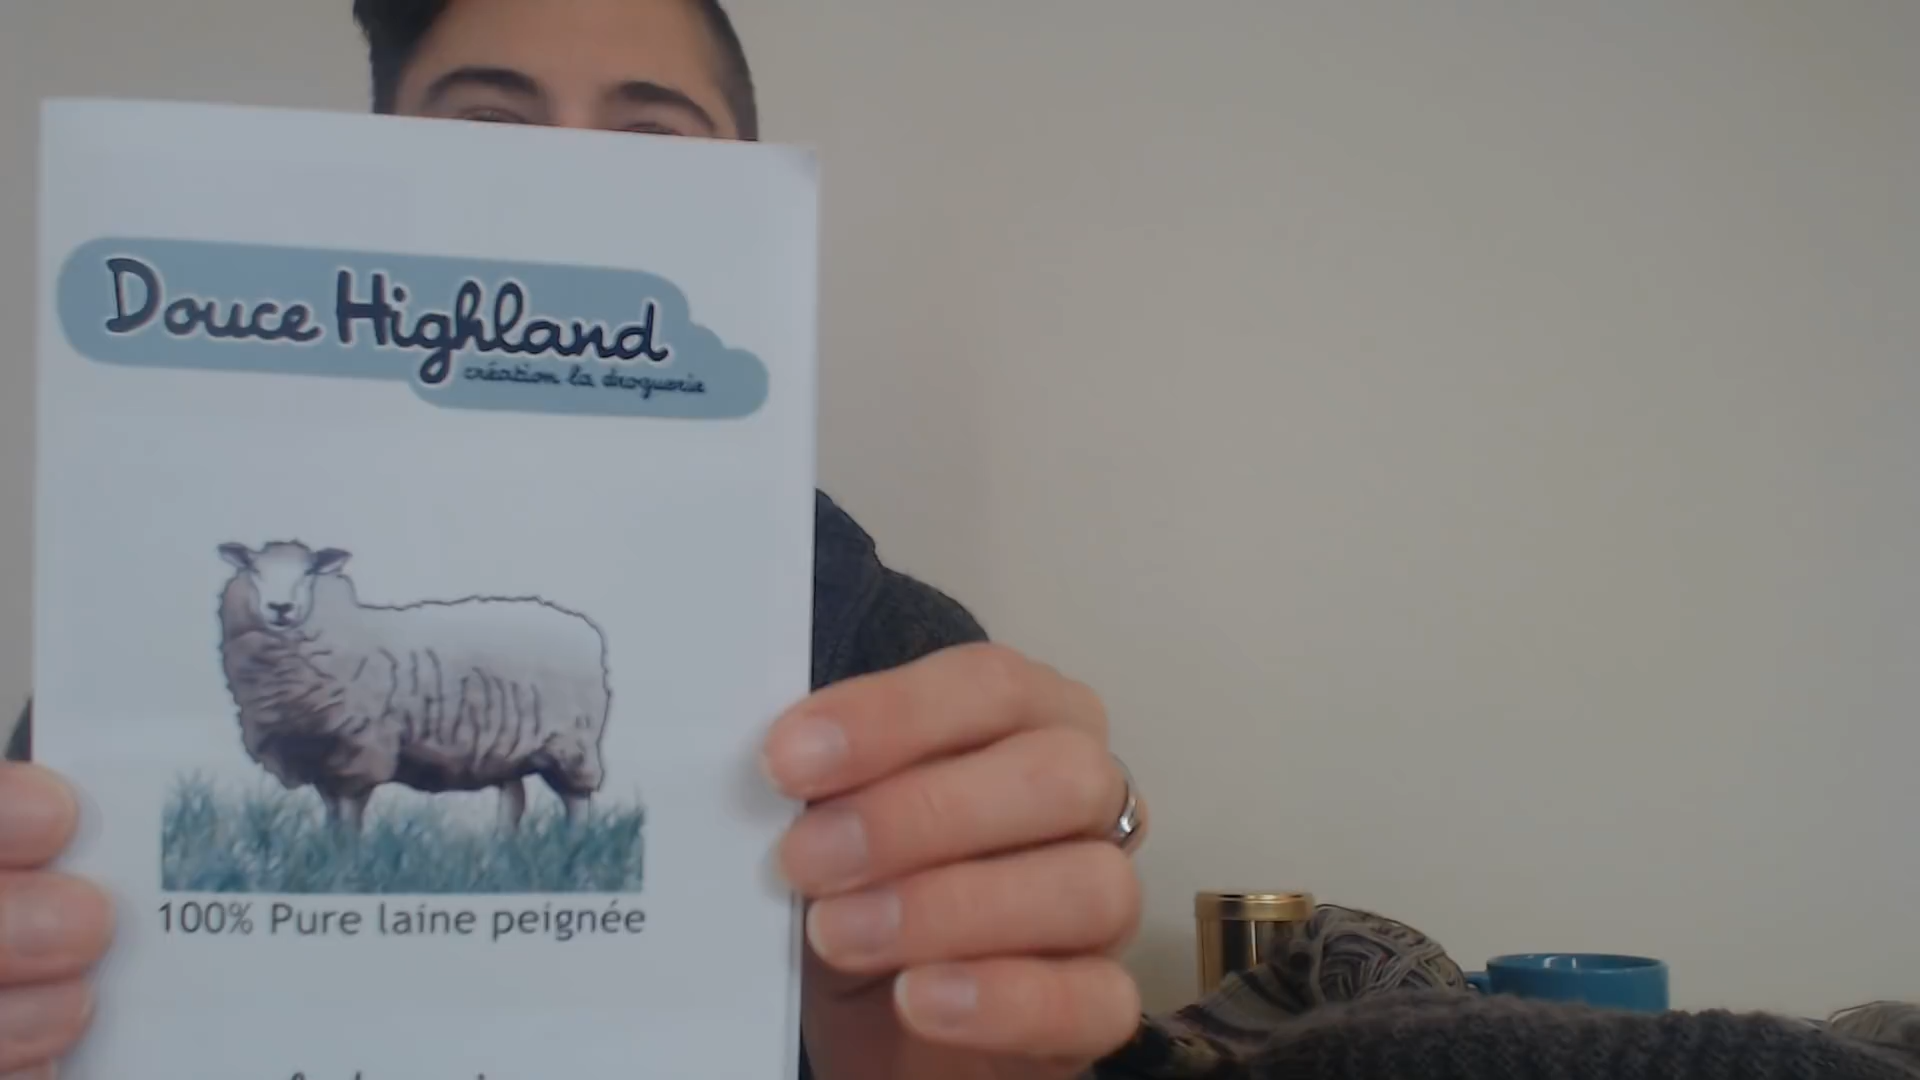 Douce Highland
création la droguerie
100% Pure laine peignée